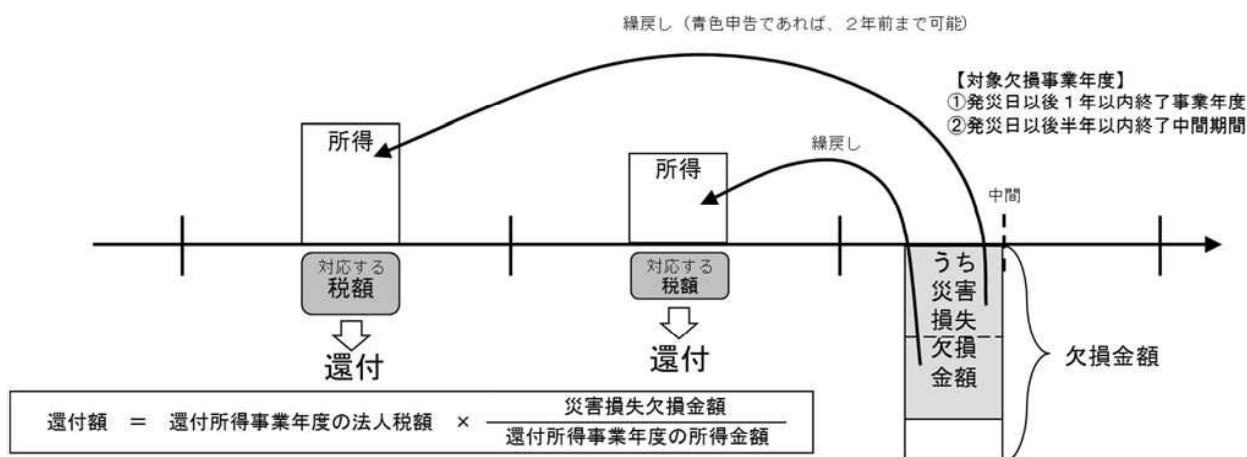 繰戻し（青色申告であれば、２年前まで可能）
【対象欠損事業年度】
①発災日以後１年以内終了事業年度
②発災日以後半年以内終了中間期間
所得
繰戻し
所得
中間
対応する
税額
対応する
税額
うち
災害
損失
欠損
金額
還付
還付
欠損金額
還付額　＝　還付所得事業年度の法人税額　×
災害損失欠損金額
還付所得事業年度の所得金額